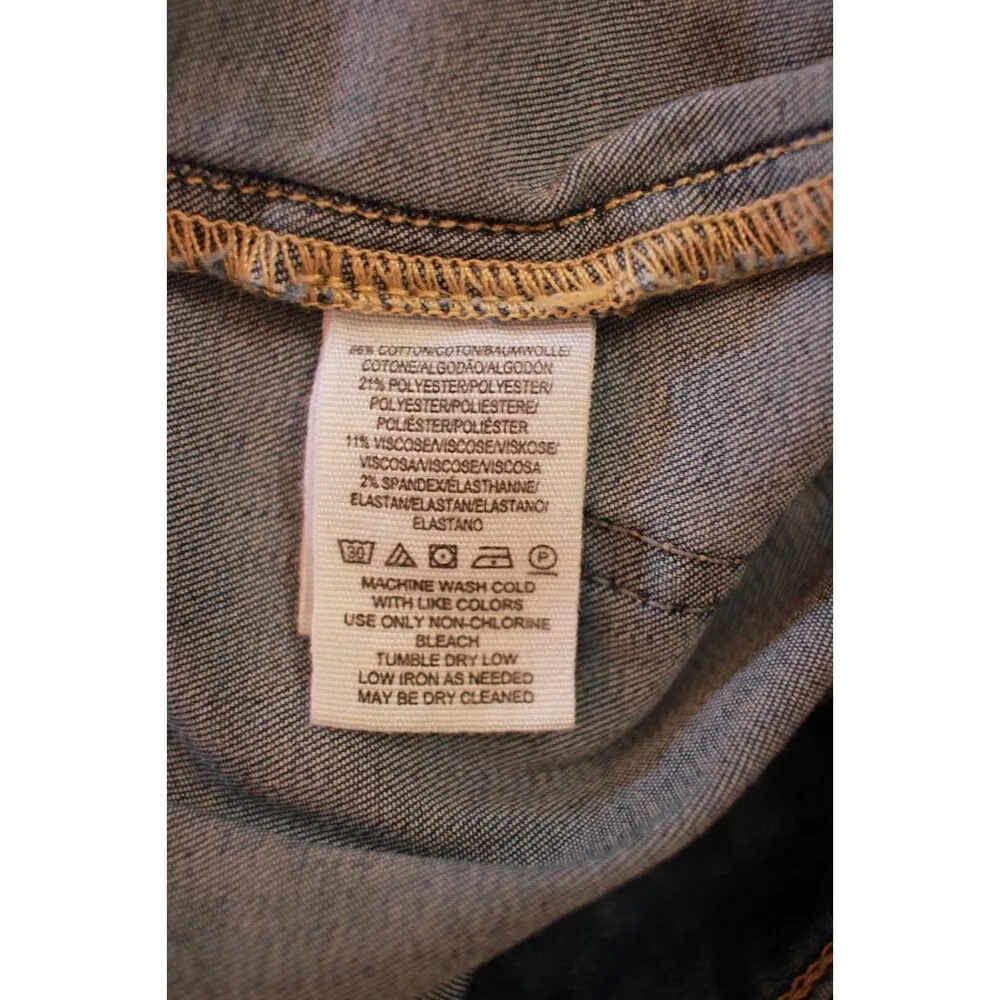 66% COTTON/COTON/BAUMWOLLE/
COTONE/ALGODÃO/ALGODÓN
21% POLYESTER/POLYESTER/
POLYESTER/POLIESTERE/
POLIÉSTER/POLIÉSTER
11% VISCOSE/VISCOSE/VISKOSE/
VISCOSA/VISCOSE/VISCOSA
2% SPANDEX/ÉLASTHANNE/
ELASTAN/ELASTAN/ELASTANO/
ELASTANO
30 P
MACHINE WASH COLD
WITH LIKE COLORS
USE ONLY NON-CHLORINE
BLEACH
TUMBLE DRY LOW
LOW IRON AS NEEDED
MAY BE DRY CLEANED